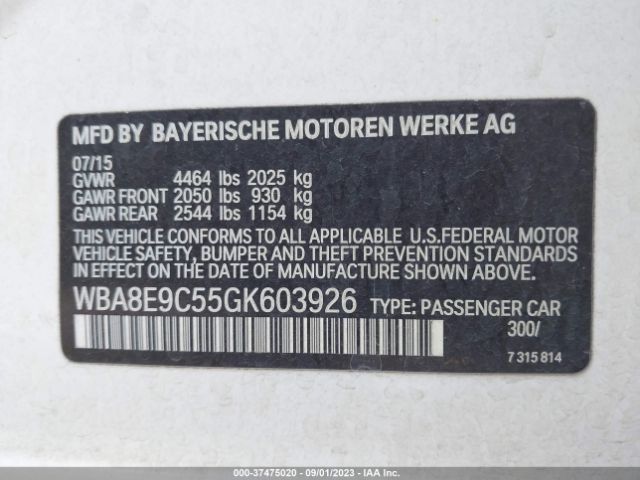 MFD BY BAYERISCHE MOTOREN WERKE AG
07/15
GVWR 4464 lbs 2025 kg
GAWR FRONT 2050 lbs 930 kg
GAWR REAR 2544 lbs 1154 kg
THIS VEHICLE CONFORMS TO ALL APPLICABLE U.S.FEDERAL MOTOR
VEHICLE SAFETY, BUMPER AND THEFT PREVENTION STANDARDS
IN EFFECT ON THE DATE OF MANUFACTURE SHOWN ABOVE.
WBA8E9C55GK603926 TYPE: PASSENGER CAR
300/
7 315 814
000-37475020 - 09/01/2023 - IAA Inc.